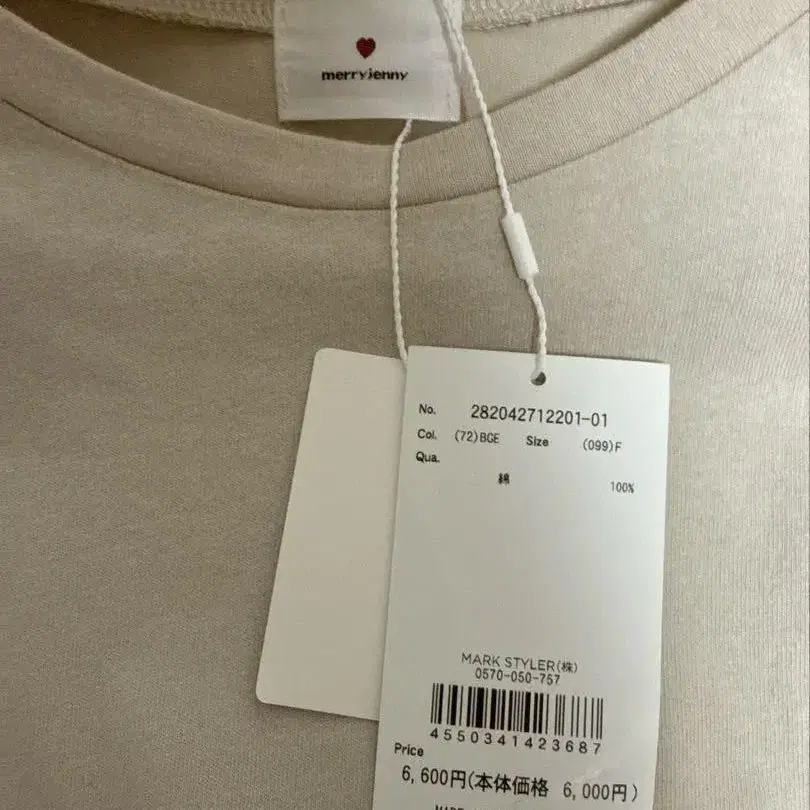 merryjenny
No. 282042712201-01
Col. (72)BGE Size (099)F
Qua.
綿 100%
MARK STYLER(株)
0570-050-757
4550341423687
Price
6,600円(本体価格 6,000円)